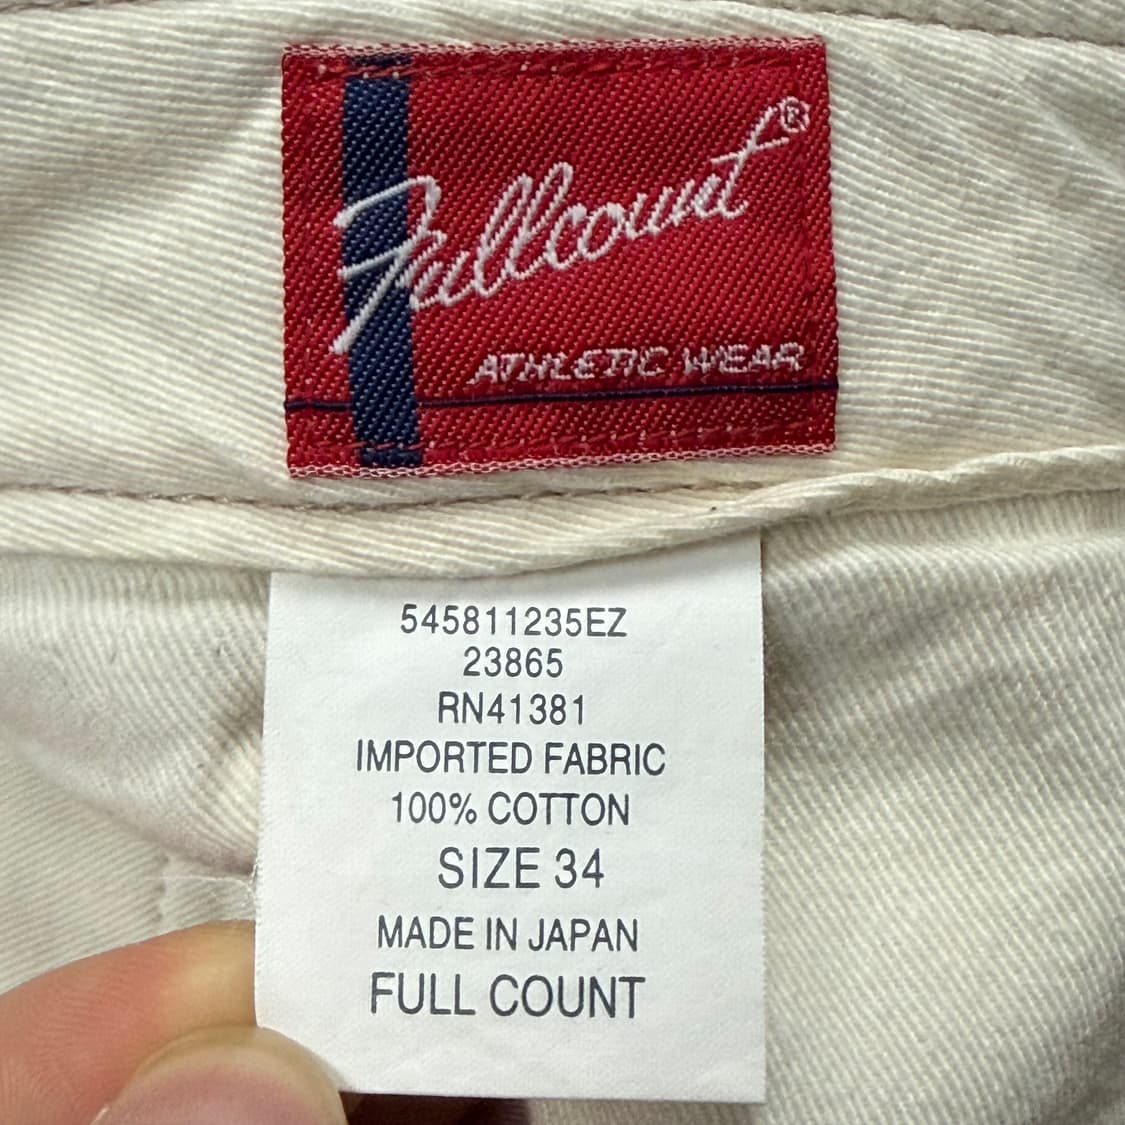 Fullcount®
ATHLETIC WEAR
545811235EZ
23865
RN41381
IMPORTED FABRIC
100% COTTON
SIZE 34
MADE IN JAPAN
FULL COUNT